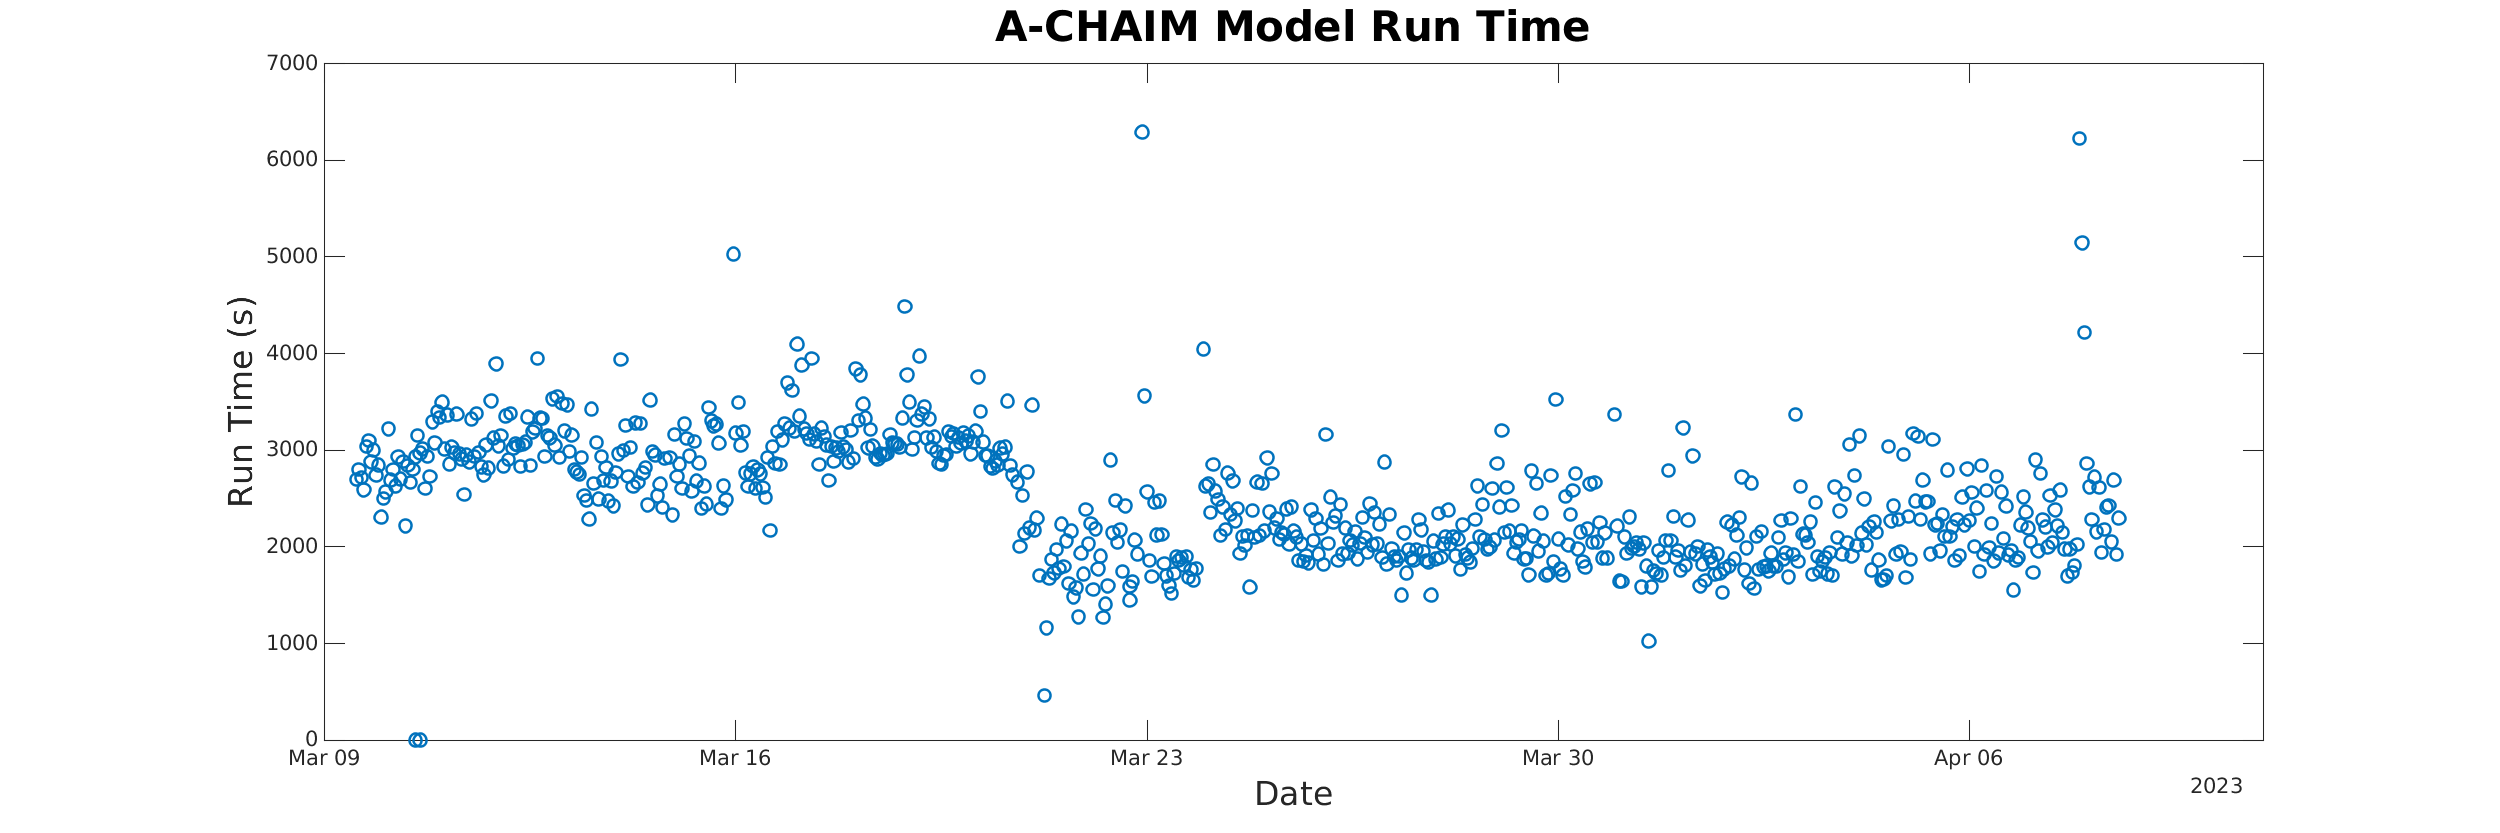 A-CHAIM Model Run Time
7000
6000
5000
4000
3000
2000
1000
0
Run Time (s)
Mar 09
Mar 16
Mar 23
Mar 30
Apr 06
2023
Date